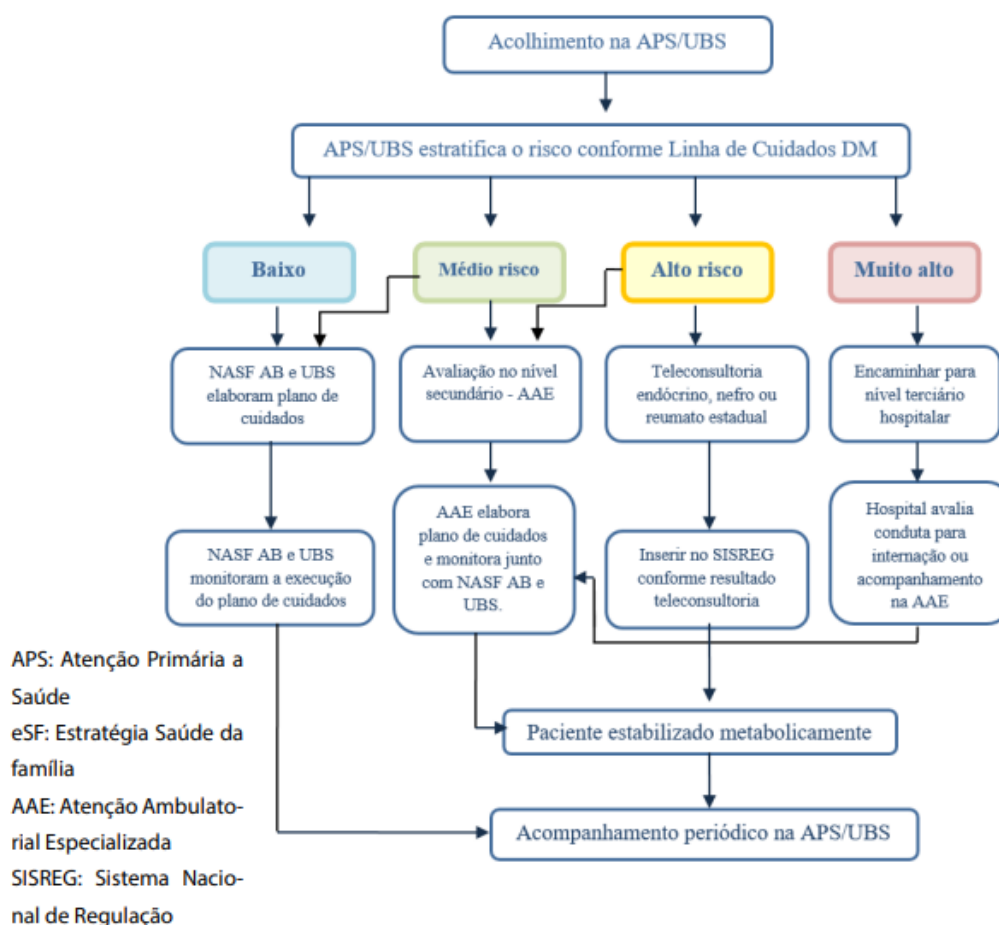 Acolhimento na APS/UBS
APS/UBS estratifica o risco conforme Linha de Cuidados DM
Baixo
Médio risco
Alto risco
Muito alto
NASF AB e UBS
elaboram plano de
cuidados
Avaliação no nível
secundário - AAE
Teleconsultoria
endócrino, nefro ou
reumato estadual
Encaminhar para
nível terciário
hospitalar
NASF AB e UBS
monitoram a execução
do plano de cuidados
AAE elabora
plano de cuidados
e monitora junto
com NASF AB e
UBS.
Inserir no SISREG
conforme resultado
teleconsultoria
Hospital avalia
conduta para
internação ou
acompanhamento
na AAE
Paciente estabilizado metabolicamente
Acompanhamento periódico na APS/UBS
APS: Atenção Primária a
Saúde
eSF: Estratégia Saúde da
família
AAE: Atenção Ambulato-
rial Especializada
SISREG: Sistema Nacio-
nal de Regulação